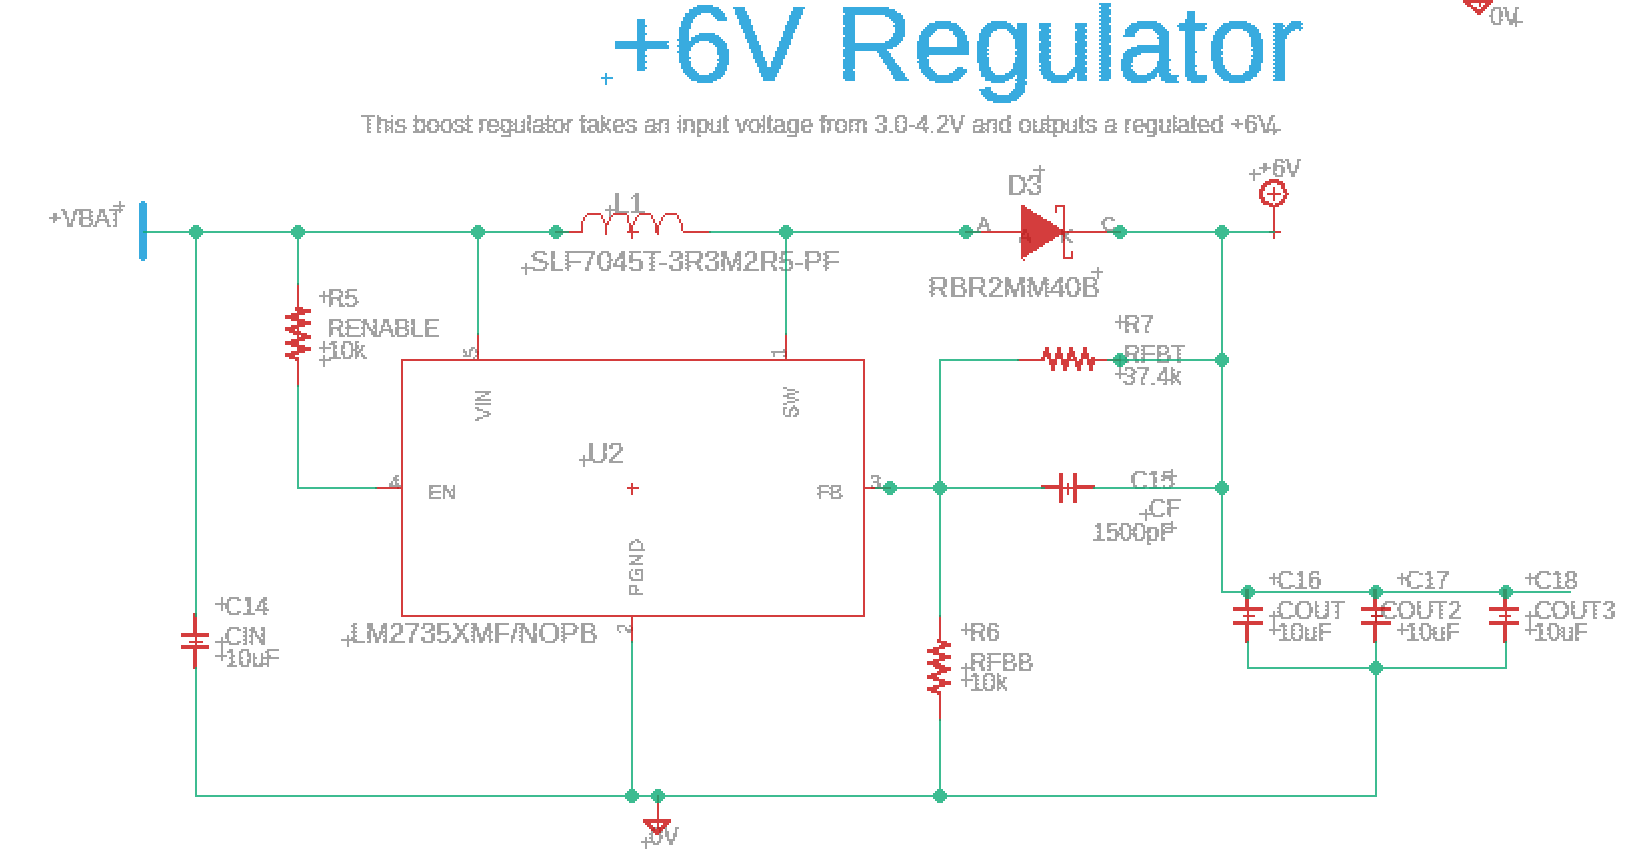 0V
+6V Regulator
This boost regulator takes an input voltage from 3.0-4.2V and outputs a regulated +6V.
+6V
D3
L1
+VBAT
A
A
K
C
SLF7045T-3R3M2R5-PF
RBR2MM40B
R5
RENABLE
10k
R7
RFBT
37.4k
5
1
VIN
SW
U2
4
EN
FB
3
C15
CF
1500pF
PGND
C14
CIN
10uF
LM2735XMF/NOPB
2
R6
RFBB
10k
C16
COUT
10uF
C17
COUT2
10uF
C18
COUT3
10uF
0V